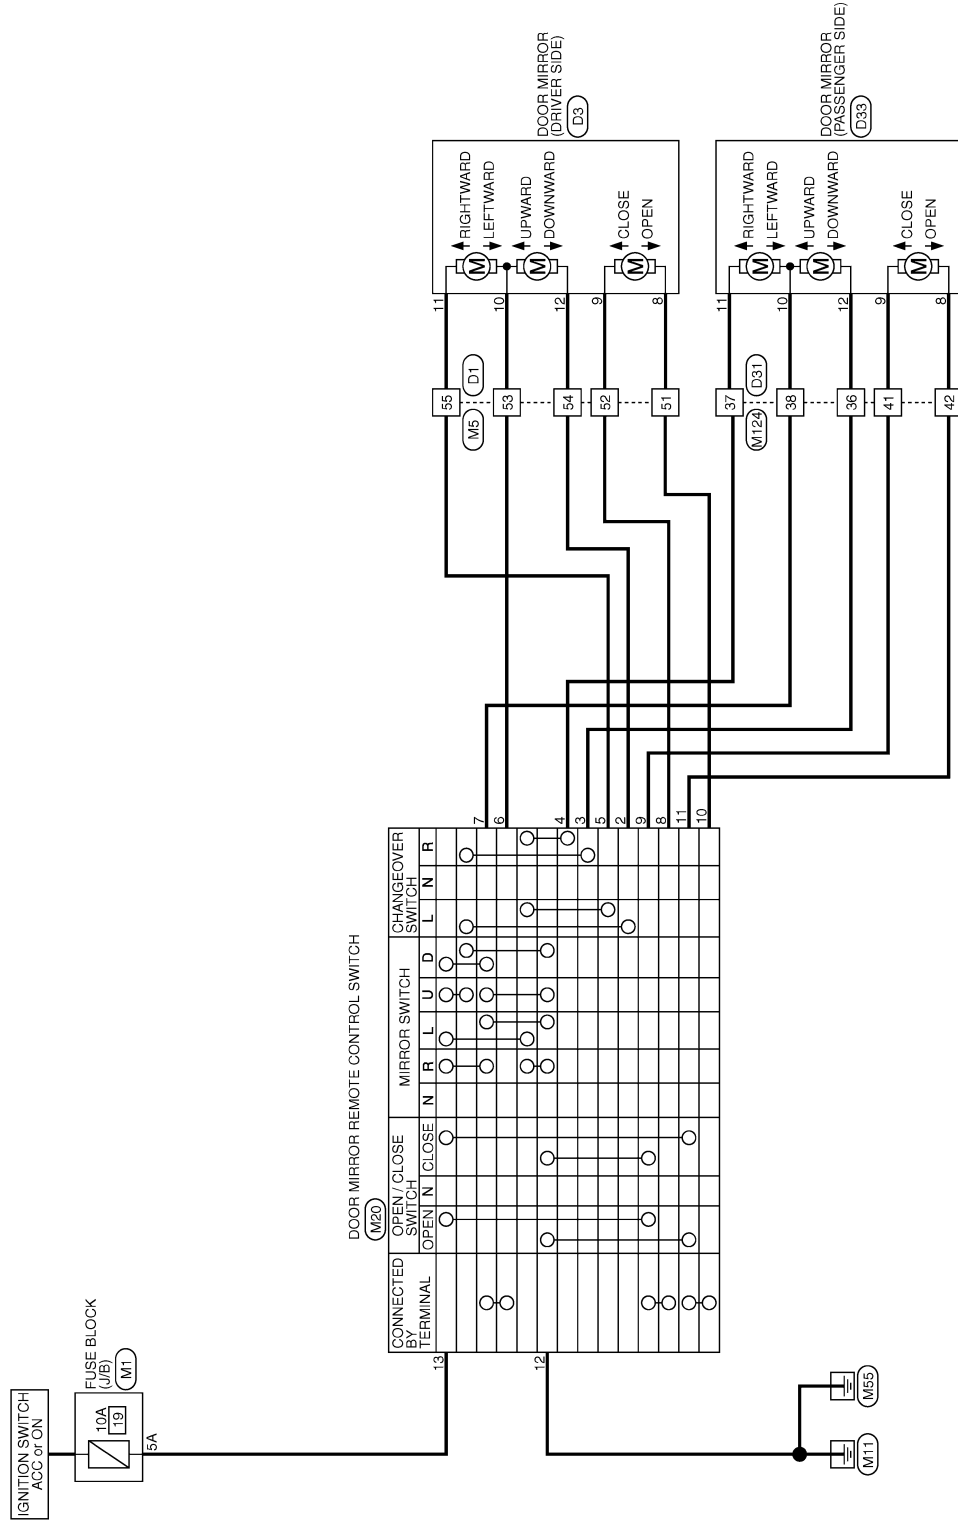 IGNITION SWITCH
ACC or ON
FUSE BLOCK
(J/B)
M1
10A
19
5A
DOOR MIRROR REMOTE CONTROL SWITCH
M20
CONNECTED
BY
TERMINAL
OPEN / CLOSE
SWITCH
OPEN N CLOSE
MIRROR SWITCH
N R L U D
CHANGEOVER
SWITCH
L N R
13
12
7
6
4
3
5
2
9
8
11
10
M11
M55
M5
D1
55
53
54
52
51
M124
D31
37
38
36
41
42
DOOR MIRROR
(DRIVER SIDE)
D3
11
10
12
9
8
M
M
M
RIGHTWARD
LEFTWARD
UPWARD
DOWNWARD
CLOSE
OPEN
DOOR MIRROR
(PASSENGER SIDE)
D33
11
10
12
9
8
M
M
M
RIGHTWARD
LEFTWARD
UPWARD
DOWNWARD
CLOSE
OPEN